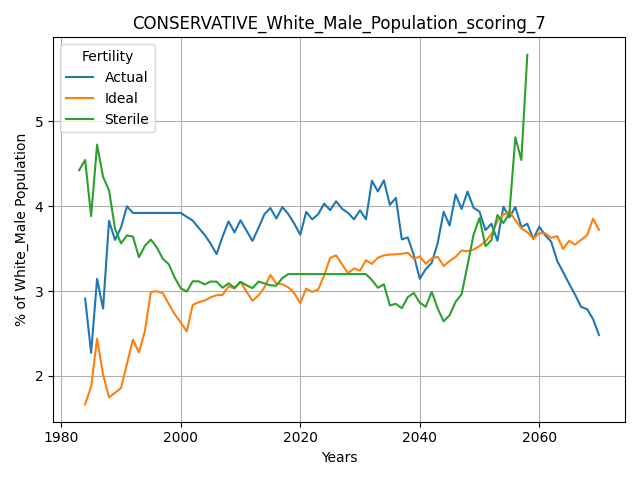 CONSERVATIVE_White_Male_Population_scoring_7
% of White_Male Population
5
4
3
2
Fertility
Actual
Ideal
Sterile
1980
2000
2020
2040
2060
Years